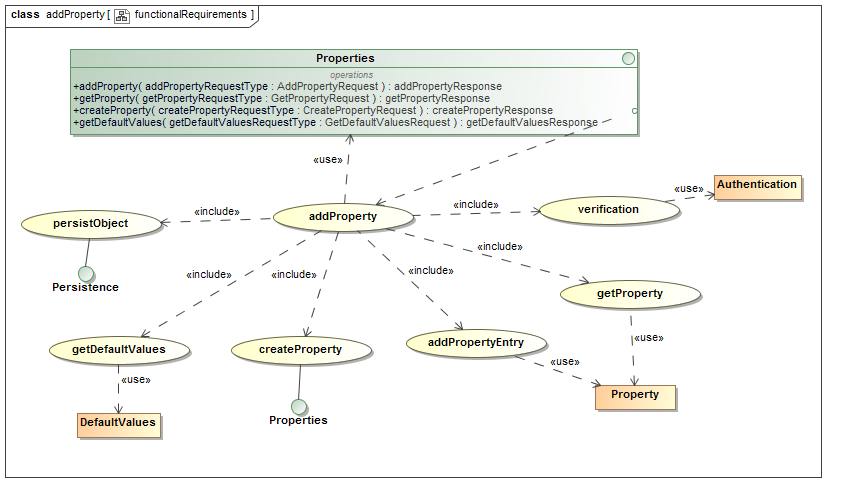 class addProperty [ functionalRequirements ]
Properties
operations
+addProperty( addPropertyRequestType : AddPropertyRequest ) : addPropertyResponse
+getProperty( getPropertyRequestType : GetPropertyRequest ) : getPropertyResponse
+createProperty( createPropertyRequestType : CreatePropertyRequest ) : createPropertyResponse
+getDefaultValues( getDefaultValuesRequestType : GetDefaultValuesRequest ) : getDefaultValuesResponse
«use»
«use»
Authentication
«include»
«include»
verification
addProperty
persistObject
«include»
«include»
«include»
«include»
Persistence
getProperty
«use»
getDefaultValues
createProperty
addPropertyEntry
«use»
«use»
Property
Properties
DefaultValues